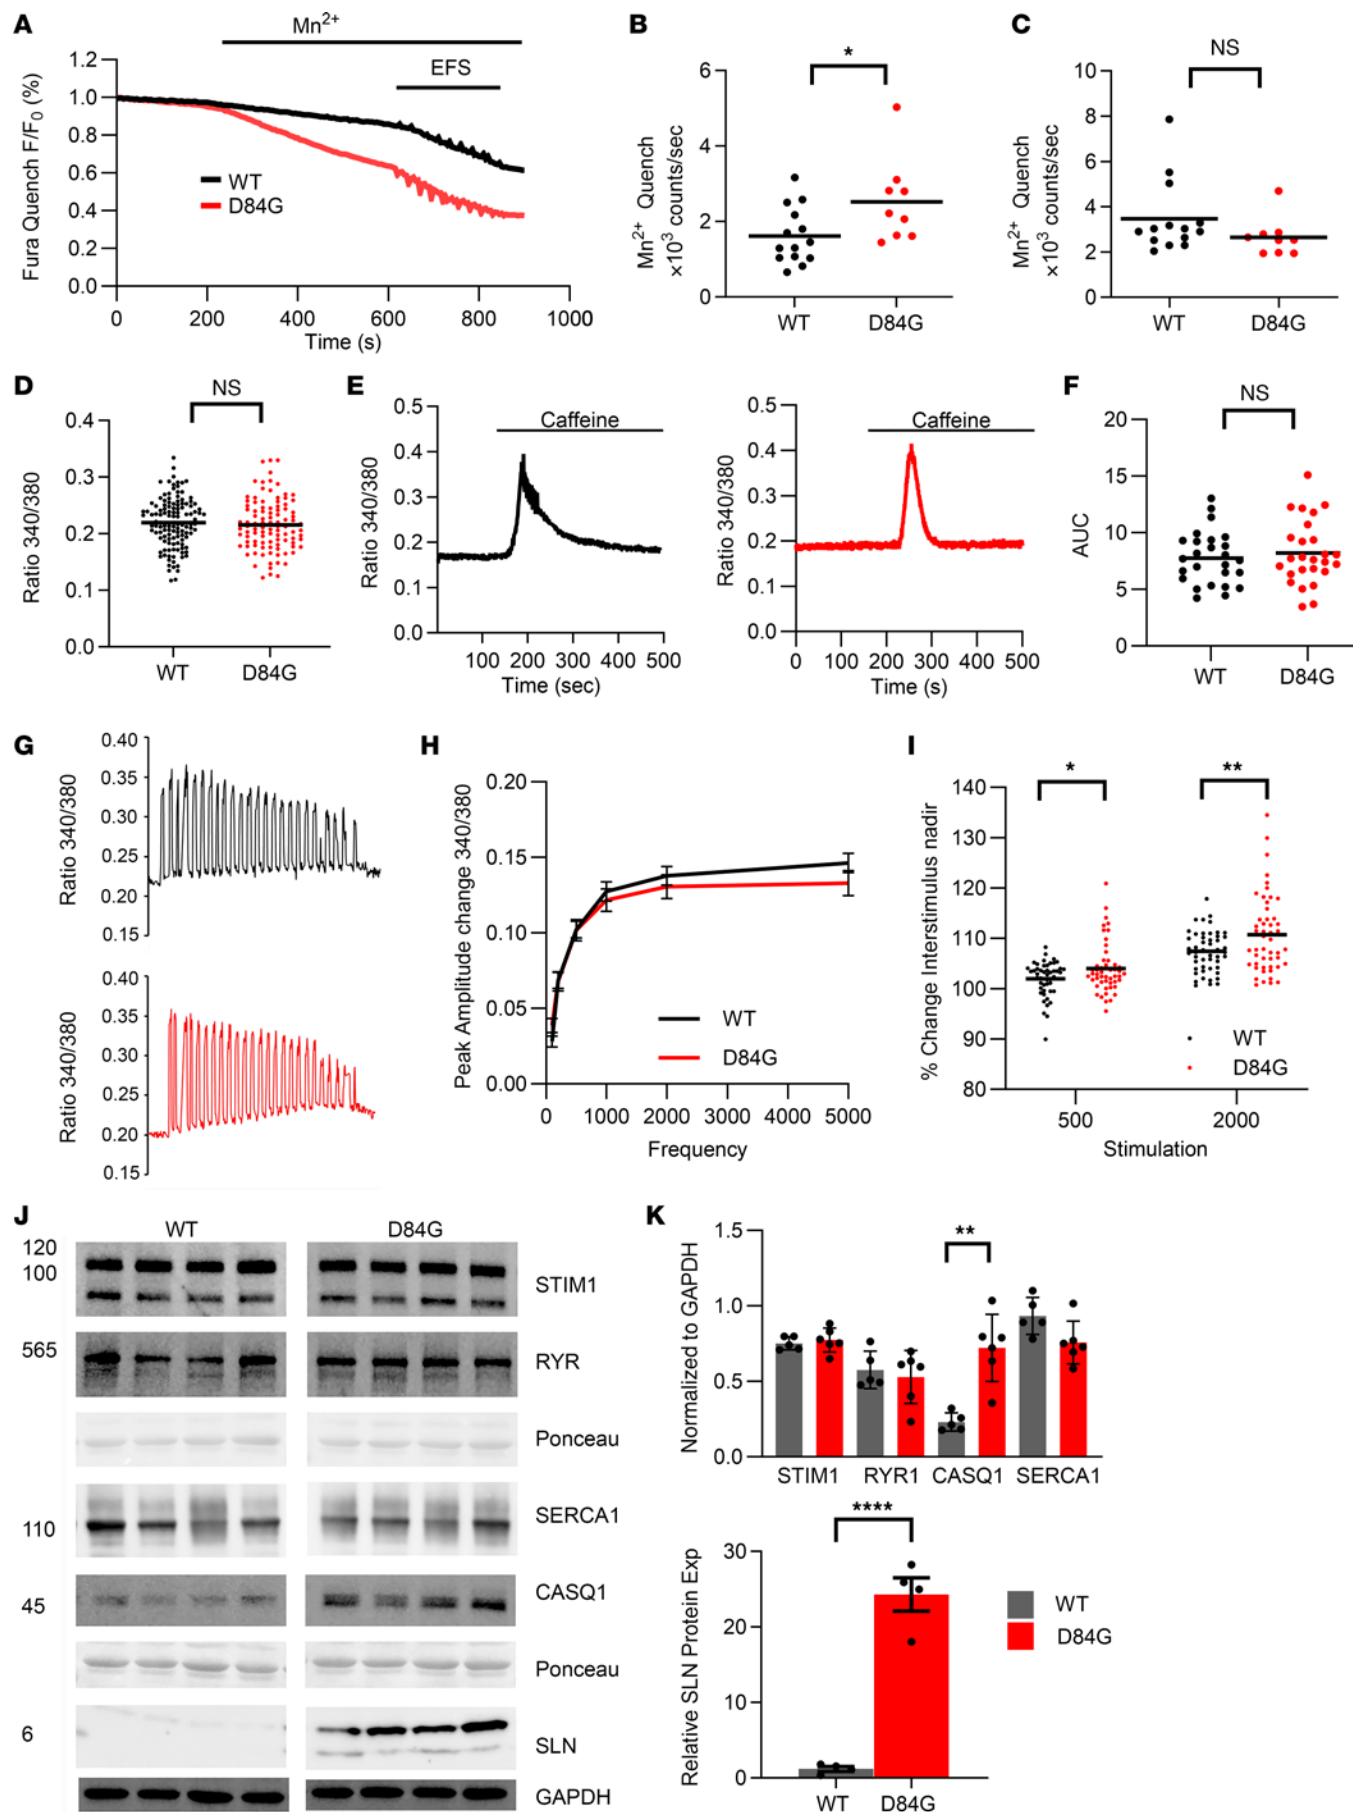 A
Mn2+
EFS
Fura Quench F/F0 (%)
1.2
1.0
0.8
0.6
0.4
0.2
0.0
WT
D84G
0
200
400
600
800
1000
Time (s)
B
*
Mn2+ Quench
×10³ counts/sec
6
4
2
0
WT
D84G
C
NS
Mn2+ Quench
×10³ counts/sec
10
8
6
4
2
0
WT
D84G
D
NS
Ratio 340/380
0.4
0.3
0.2
0.1
0.0
WT
D84G
E
Caffeine
Ratio 340/380
0.5
0.4
0.3
0.2
0.1
0.0
100 200 300 400 500
Time (sec)
Caffeine
Ratio 340/380
0.5
0.4
0.3
0.2
0.1
0.0
0 100 200 300 400 500
Time (s)
F
NS
AUC
20
15
10
5
0
WT
D84G
G
Ratio 340/380
0.40
0.35
0.30
0.25
0.20
0.15
Ratio 340/380
0.40
0.35
0.30
0.25
0.20
0.15
H
Peak Amplitude change 340/380
0.20
0.15
0.10
0.05
0.00
WT
D84G
0 1000 2000 3000 4000 5000
Frequency
I
*
**
% Change Interstimulus nadir
140
130
120
110
100
90
80
WT
D84G
500
2000
Stimulation
J
WT
D84G
120
100
STIM1
565
RYR
Ponceau
110
SERCA1
45
CASQ1
Ponceau
6
SLN
GAPDH
K
**
Normalized to GAPDH
1.5
1.0
0.5
0.0
STIM1 RYR1 CASQ1 SERCA1
****
Relative SLN Protein Exp
30
20
10
0
WT
D84G
WT
D84G